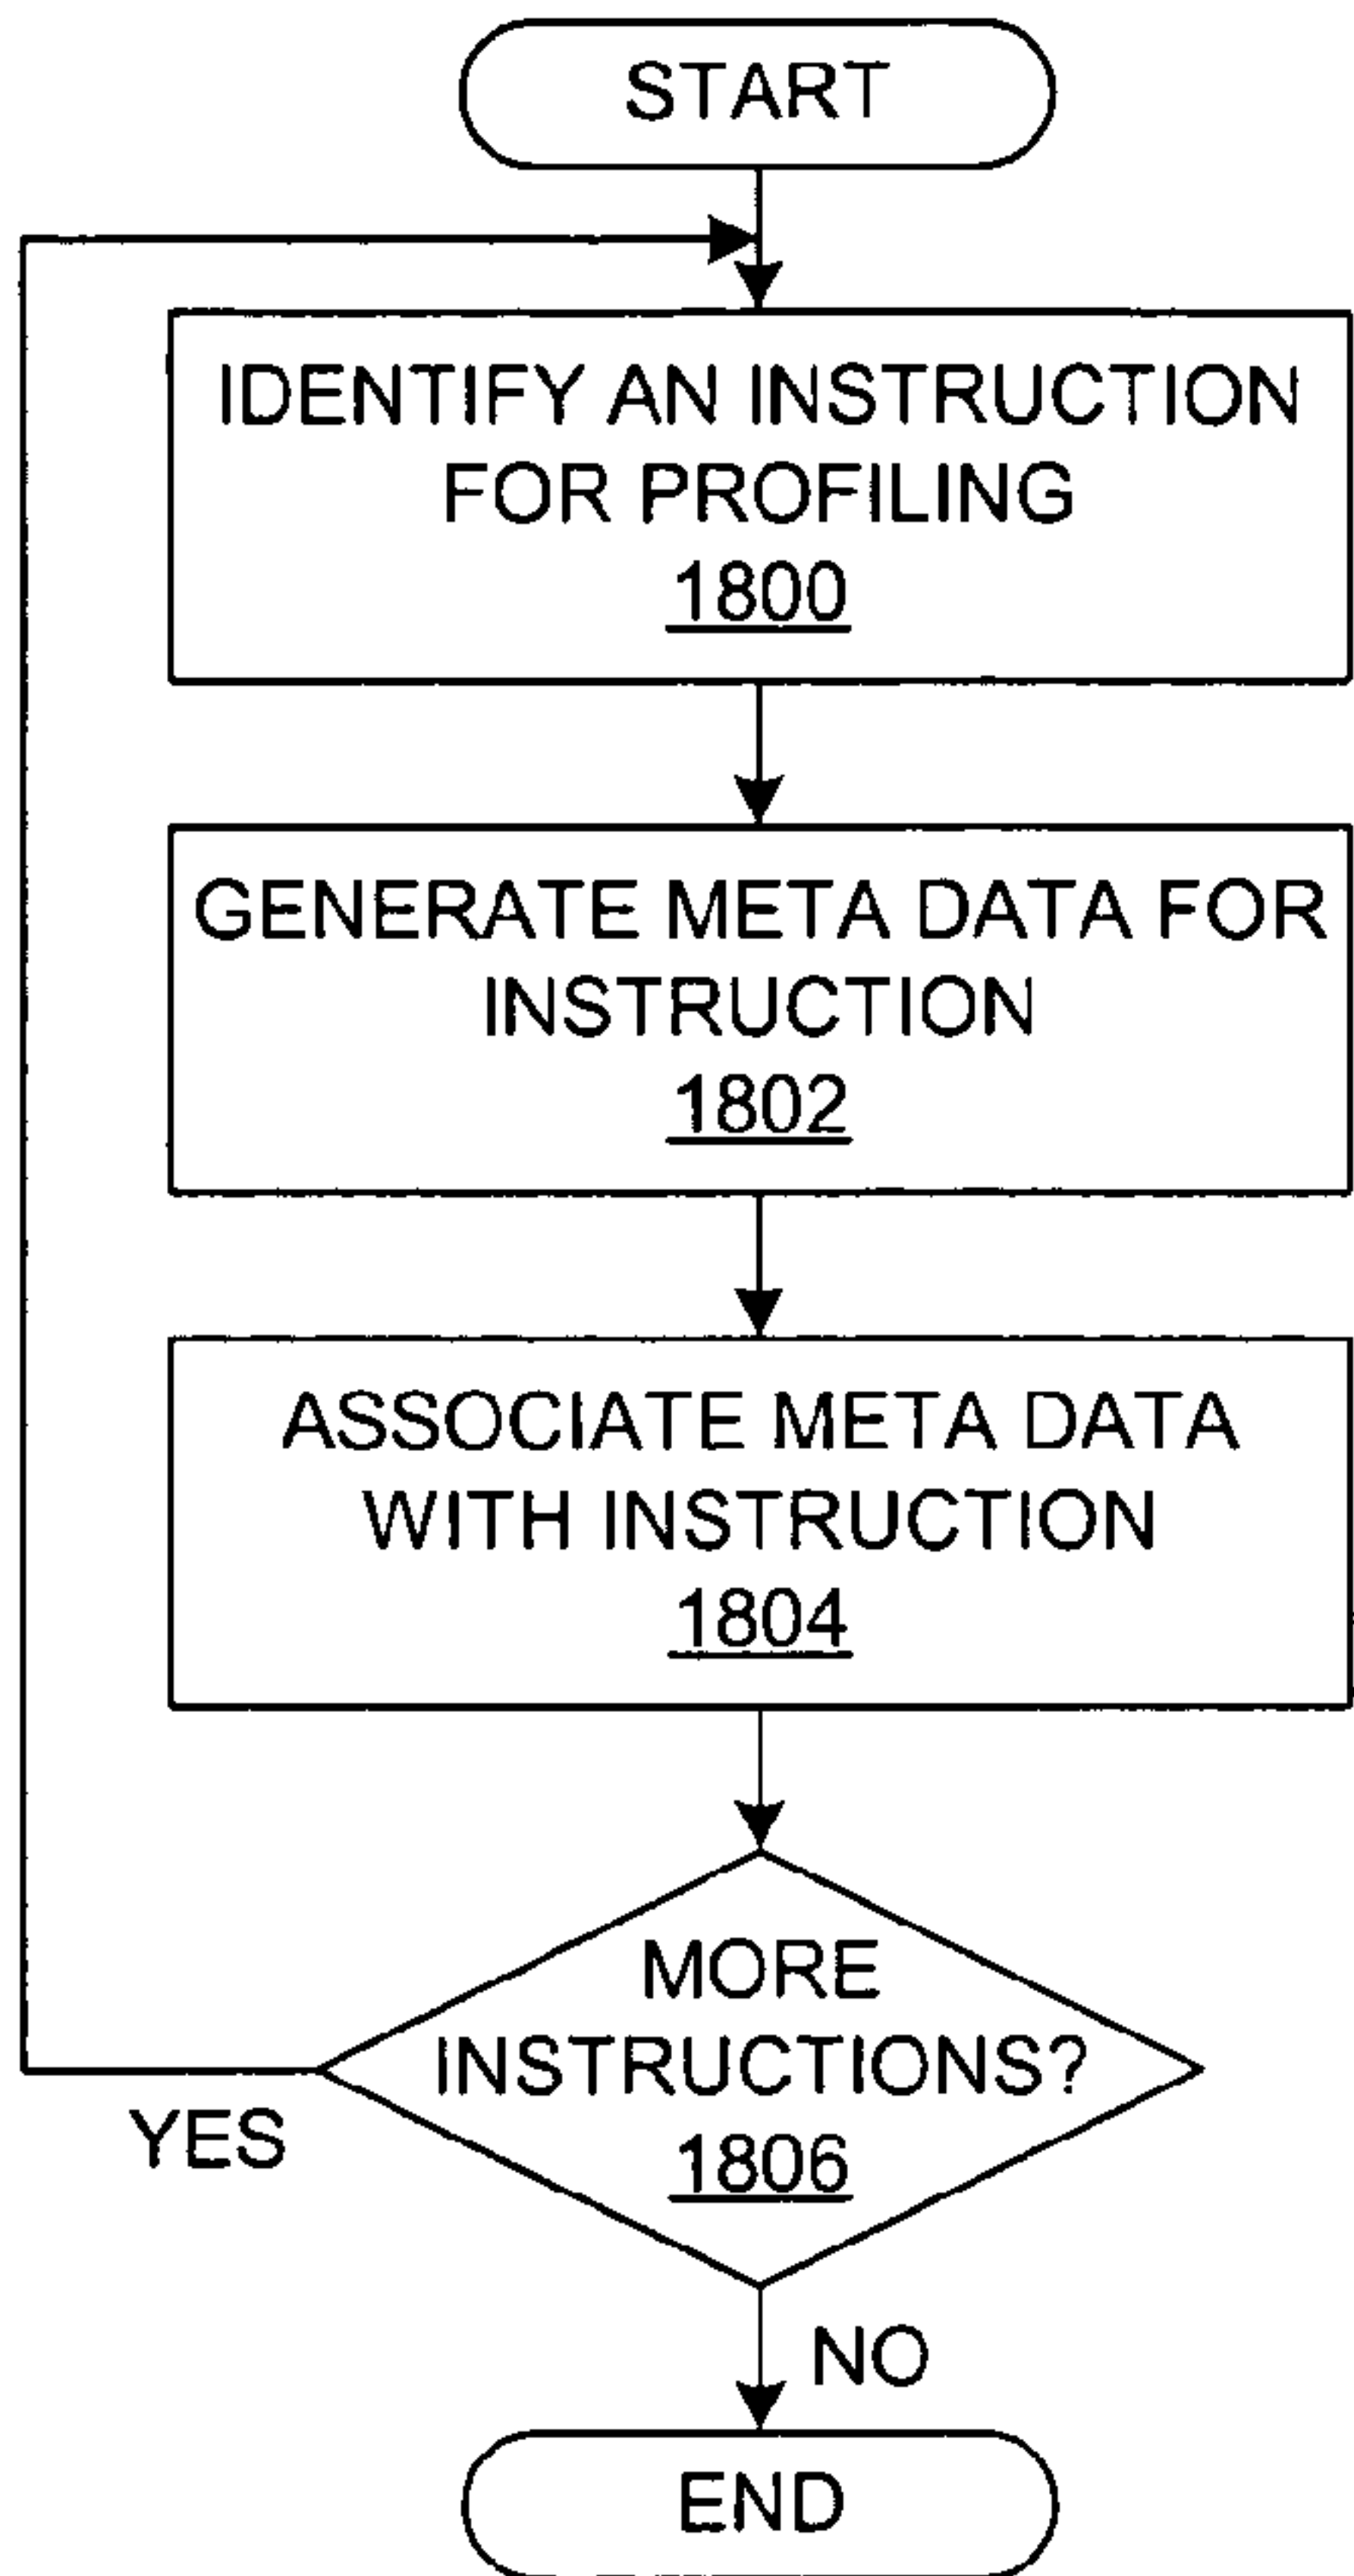 START
IDENTIFY AN INSTRUCTION
FOR PROFILING
1800
GENERATE META DATA FOR
INSTRUCTION
1802
ASSOCIATE META DATA
WITH INSTRUCTION
1804
MORE
INSTRUCTIONS?
1806
YES
NO
END